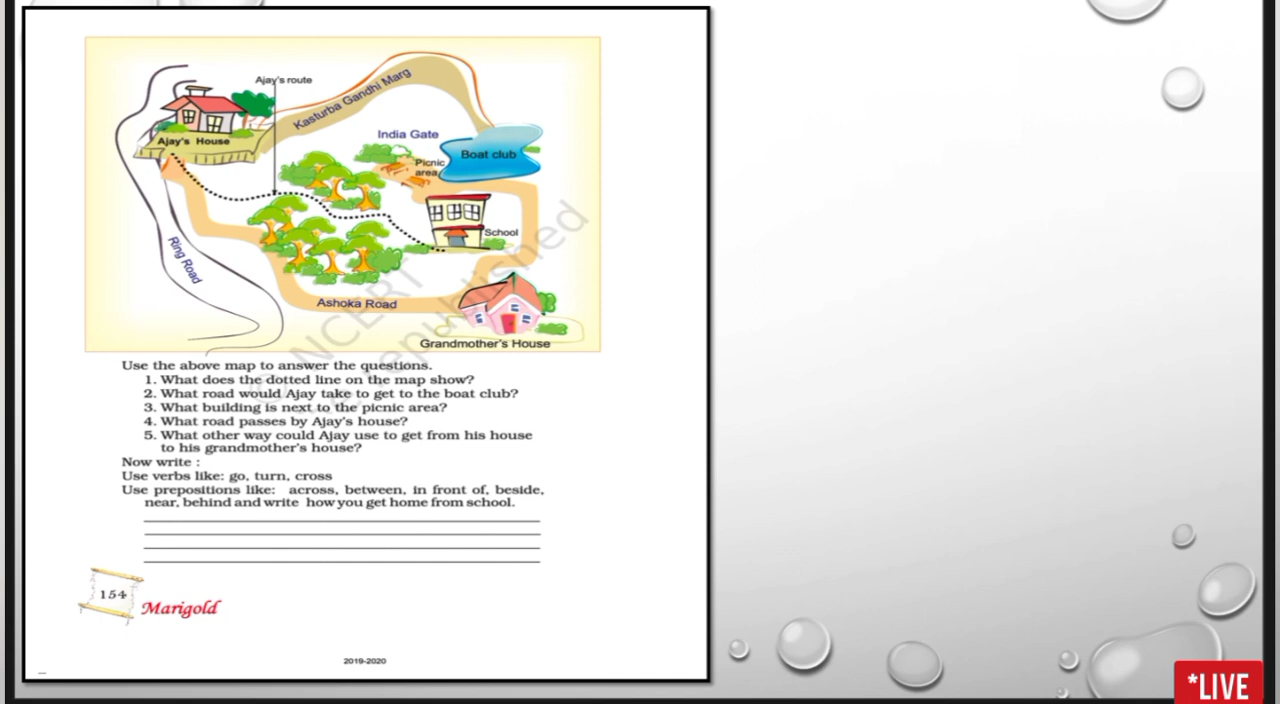 Ajay's route
Kasturba Gandhi Marg
India Gate
Ajay's House
Boat club
Picnic
area
School
Ring Road
Ashoka Road
Grandmother's House
© NCERT
republished
Use the above map to answer the questions.
1. What does the dotted line on the map show?
2. What road would Ajay take to get to the boat club?
3. What building is next to the picnic area?
4. What road passes by Ajay's house?
5. What other way could Ajay use to get from his house
to his grandmother's house?
Now write :
Use verbs like: go, turn, cross
Use prepositions like: across, between, in front of, beside,
near, behind and write how you get home from school.
154
Marigold
2019-2020
*LIVE